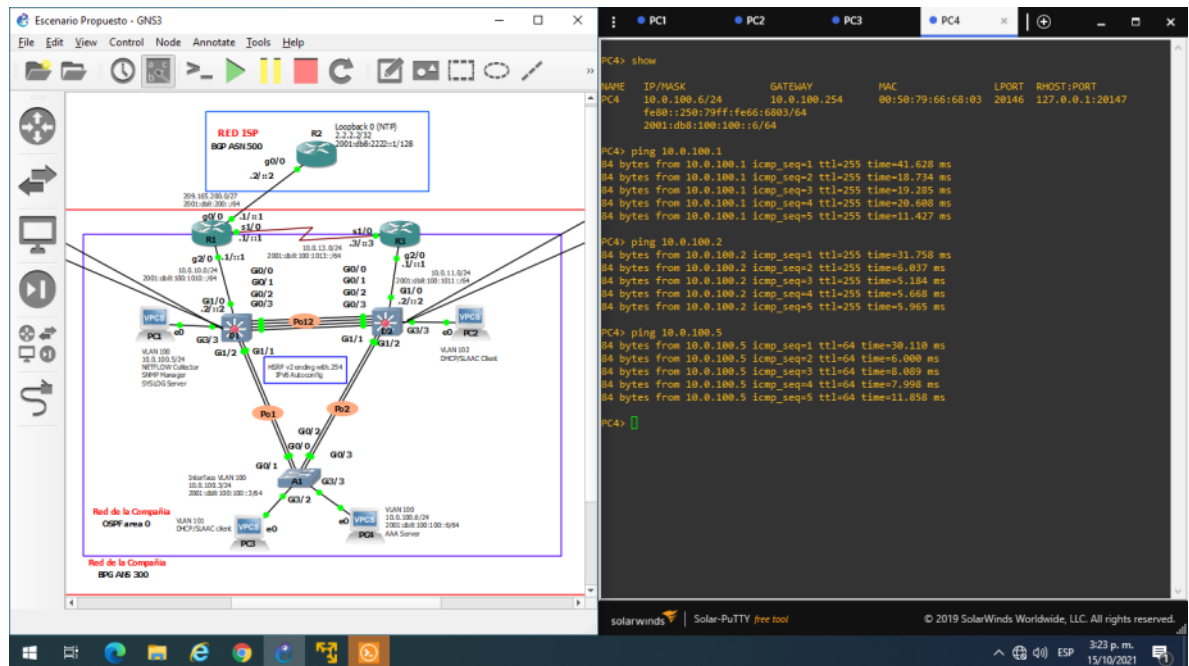 Escenario Propuesto - GNS3
File Edit View Control Node Annotate Tools Help
RED ISP
BGP ASN 500
R2
Loopback 0 (NTP)
2.2.2.2/32
2001:db8:2222::1/128
g0/0
.2/::2
209.165.200.0/27
2001:db8:200::/64
g0/0 .1/::1
s1/0
.1/::1
R1
s1/0
.3/::3
R3
10.0.13.0/24
2001:db8:100:1013::/64
g2/0 .1/::1
g2/0
.1/::1
10.0.10.0/24
2001:db8:100:1010::/64
10.0.11.0/24
2001:db8:100:1011::/64
G0/0
G0/1
G0/2
G0/3
G0/0
G0/1
G0/2
G0/3
G1/0
.2/::2
G1/0
.2/::2
VPCS
PC1
e0
G3/3
D1
Po12
D2
G3/3
e0
VPCS
PC2
G1/2
G1/1
G1/1
G1/2
VLAN 100
10.0.100.5/24
NETFLOW Collector
SNMP Manager
SYSLOG Server
VLAN 102
DHCP/SLAAC Client
HSRP v2 ending with .254
IPV6 Autoconfig
Po1
Po2
G0/2
G0/0
G0/3
G0/1
Interface VLAN 100
10.0.100.3/24
2001:db8:100:100::3/64
A1
G3/3
G3/2
Red de la Compañia
OSPF area 0
VLAN 101
DHCP/SLAAC client
VPCS
e0
PC3
e0
VPCS
PC4
VLAN 100
10.0.100.6/24
2001:db8:100:100::6/64
AAA Server
Red de la Compañia
BPG ANS 300
PC1
PC2
PC3
PC4
PC4> show
NAME IP/MASK GATEWAY MAC LPORT RHOST:PORT
PC4 10.0.100.6/24 10.0.100.254 00:50:79:66:68:03 20146 127.0.0.1:20147
fe80::250:79ff:fe66:6803/64
2001:db8:100:100::6/64
PC4> ping 10.0.100.1
84 bytes from 10.0.100.1 icmp_seq=1 ttl=255 time=41.628 ms
84 bytes from 10.0.100.1 icmp_seq=2 ttl=255 time=18.734 ms
84 bytes from 10.0.100.1 icmp_seq=3 ttl=255 time=19.285 ms
84 bytes from 10.0.100.1 icmp_seq=4 ttl=255 time=20.608 ms
84 bytes from 10.0.100.1 icmp_seq=5 ttl=255 time=11.427 ms
PC4> ping 10.0.100.2
84 bytes from 10.0.100.2 icmp_seq=1 ttl=255 time=31.758 ms
84 bytes from 10.0.100.2 icmp_seq=2 ttl=255 time=6.037 ms
84 bytes from 10.0.100.2 icmp_seq=3 ttl=255 time=5.184 ms
84 bytes from 10.0.100.2 icmp_seq=4 ttl=255 time=5.668 ms
84 bytes from 10.0.100.2 icmp_seq=5 ttl=255 time=5.965 ms
PC4> ping 10.0.100.5
84 bytes from 10.0.100.5 icmp_seq=1 ttl=64 time=30.110 ms
84 bytes from 10.0.100.5 icmp_seq=2 ttl=64 time=6.000 ms
84 bytes from 10.0.100.5 icmp_seq=3 ttl=64 time=8.089 ms
84 bytes from 10.0.100.5 icmp_seq=4 ttl=64 time=7.998 ms
84 bytes from 10.0.100.5 icmp_seq=5 ttl=64 time=11.858 ms
PC4>
solarwinds Solar-PuTTY free tool © 2019 SolarWinds Worldwide, LLC. All rights reserved.
ESP
3:23 p. m.
15/10/2021